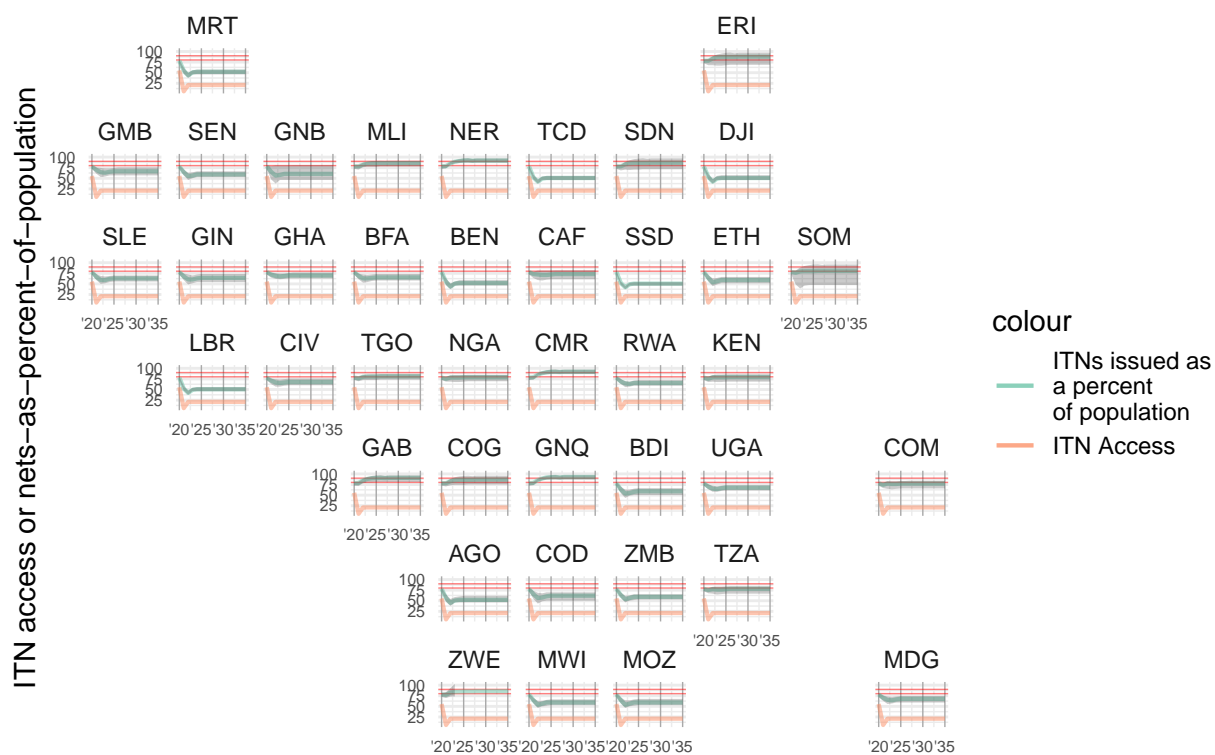 ITN access or nets−as−percent−of−population
MRT ERI
100
75
50
25
GMB SEN GNB MLI NER TCD SDN DJI
100
75
50
25
SLE GIN GHA BFA BEN CAF SSD ETH SOM
100
75
50
25
'20'25'30'35 '20'25'30'35
LBR CIV TGO NGA CMR RWA KEN
100
75
50
25
'20'25'30'35 '20'25'30'35
GAB COG GNQ BDI UGA COM
100
75
50
25
'20'25'30'35 '20'25'30'35
AGO COD ZMB TZA
100
75
50
25
'20'25'30'35
ZWE MWI MOZ MDG
100
75
50
25
'20'25'30'35 '20'25'30'35 '20'25'30'35 '20'25'30'35
colour
ITNs issued as
a percent
of population
ITN Access